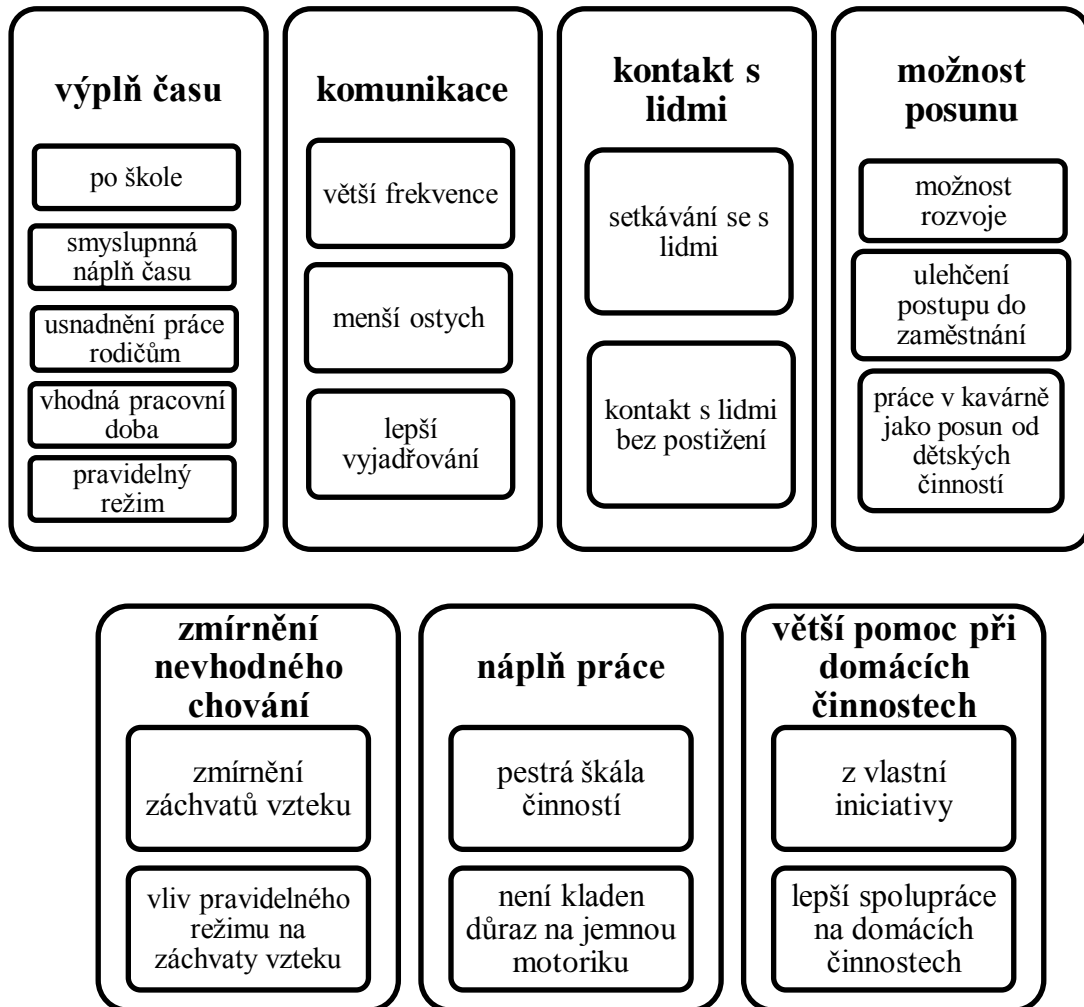 výplň času
po škole
smyslupnná
náplň času
usnadnění práce
rodičům
vhodná pracovní
doba
pravidelný
režim
komunikace
větší frekvence
menší ostych
lepší
vyjadřování
kontakt s
lidmi
setkávání se s
lidmi
kontakt s lidmi
bez postižení
možnost
posunu
možnost
rozvoje
ulehčení
postupu do
zaměstnání
práce v kavárně
jako posun od
dětských
činností
zmírnění
nevhodného
chování
zmírnění
záchvatů vzteku
vliv pravidelného
režimu na
záchvaty vzteku
náplň práce
pestrá škála
činností
není kladen
důraz na jemnou
motoriku
větší pomoc při
domácích
činnostech
z vlastní
iniciativy
lepší spolupráce
na domácích
činnostech